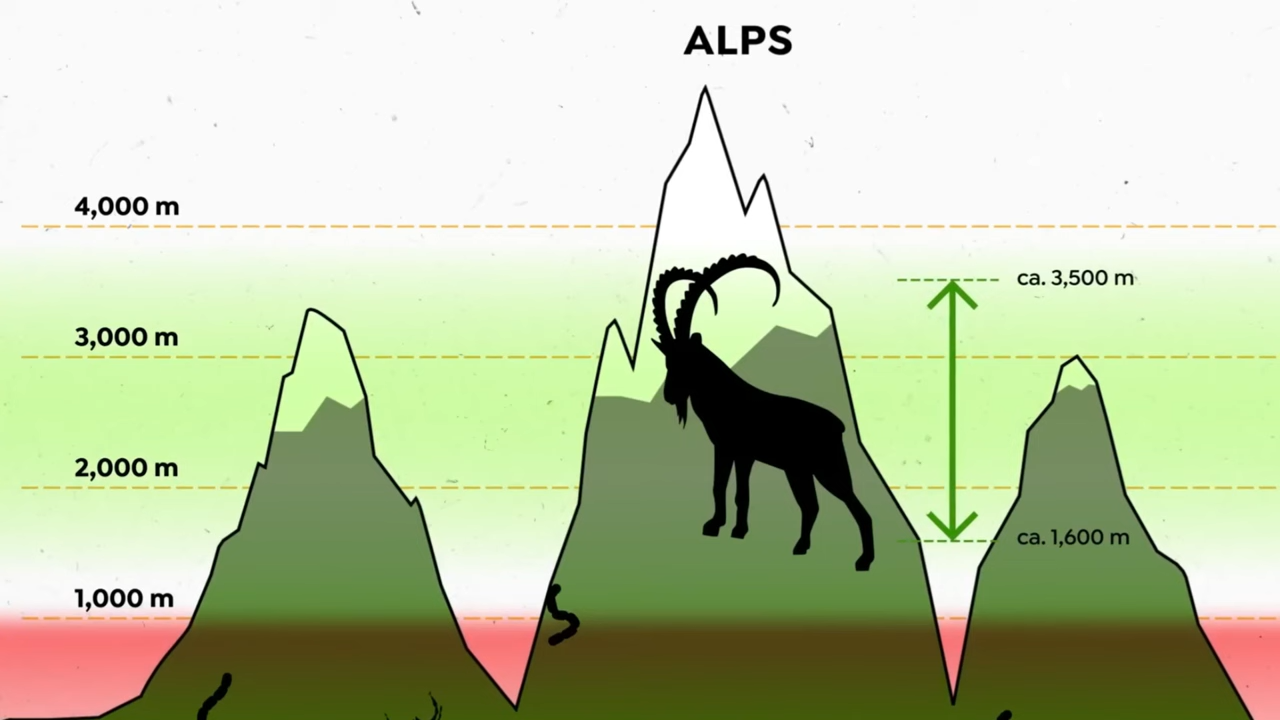 ALPS
4,000 m
ca. 3,500 m
3,000 m
2,000 m
ca. 1,600 m
1,000 m